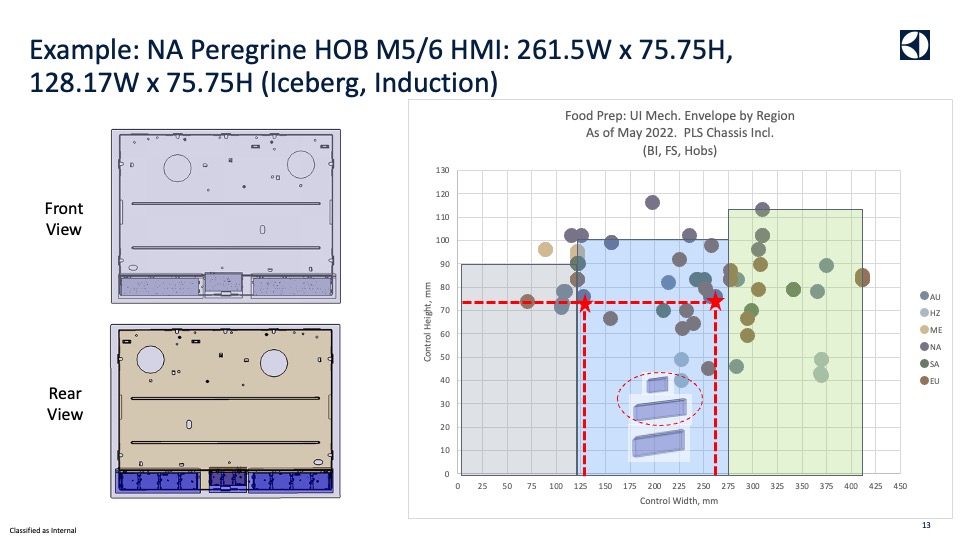 Example: NA Peregrine HOB M5/6 HMI: 261.5W x 75.75H,
128.17W x 75.75H (Iceberg, Induction)
Front
View
Rear
View
Food Prep: UI Mech. Envelope by Region
As of May 2022.  PLS Chassis Incl.
(BI, FS, Hobs)
Control Height, mm
130
120
110
100
90
80
70
60
50
40
30
20
10
0
0 25 50 75 100 125 150 175 200 225 250 275 300 325 350 375 400 425 450
Control Width, mm
AU
HZ
ME
NA
SA
EU
Classified as Internal
13